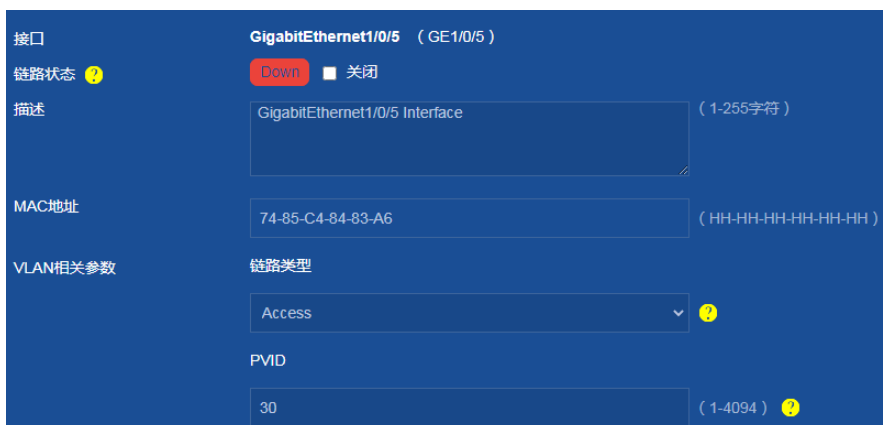 接口 GigabitEthernet1/0/5 （GE1/0/5）
链路状态 ? Down 关闭
描述 GigabitEthernet1/0/5 Interface （1-255字符）
MAC地址 74-85-C4-84-83-A6 （HH-HH-HH-HH-HH-HH）
VLAN相关参数 链路类型
Access ?
PVID
30 （1-4094） ?